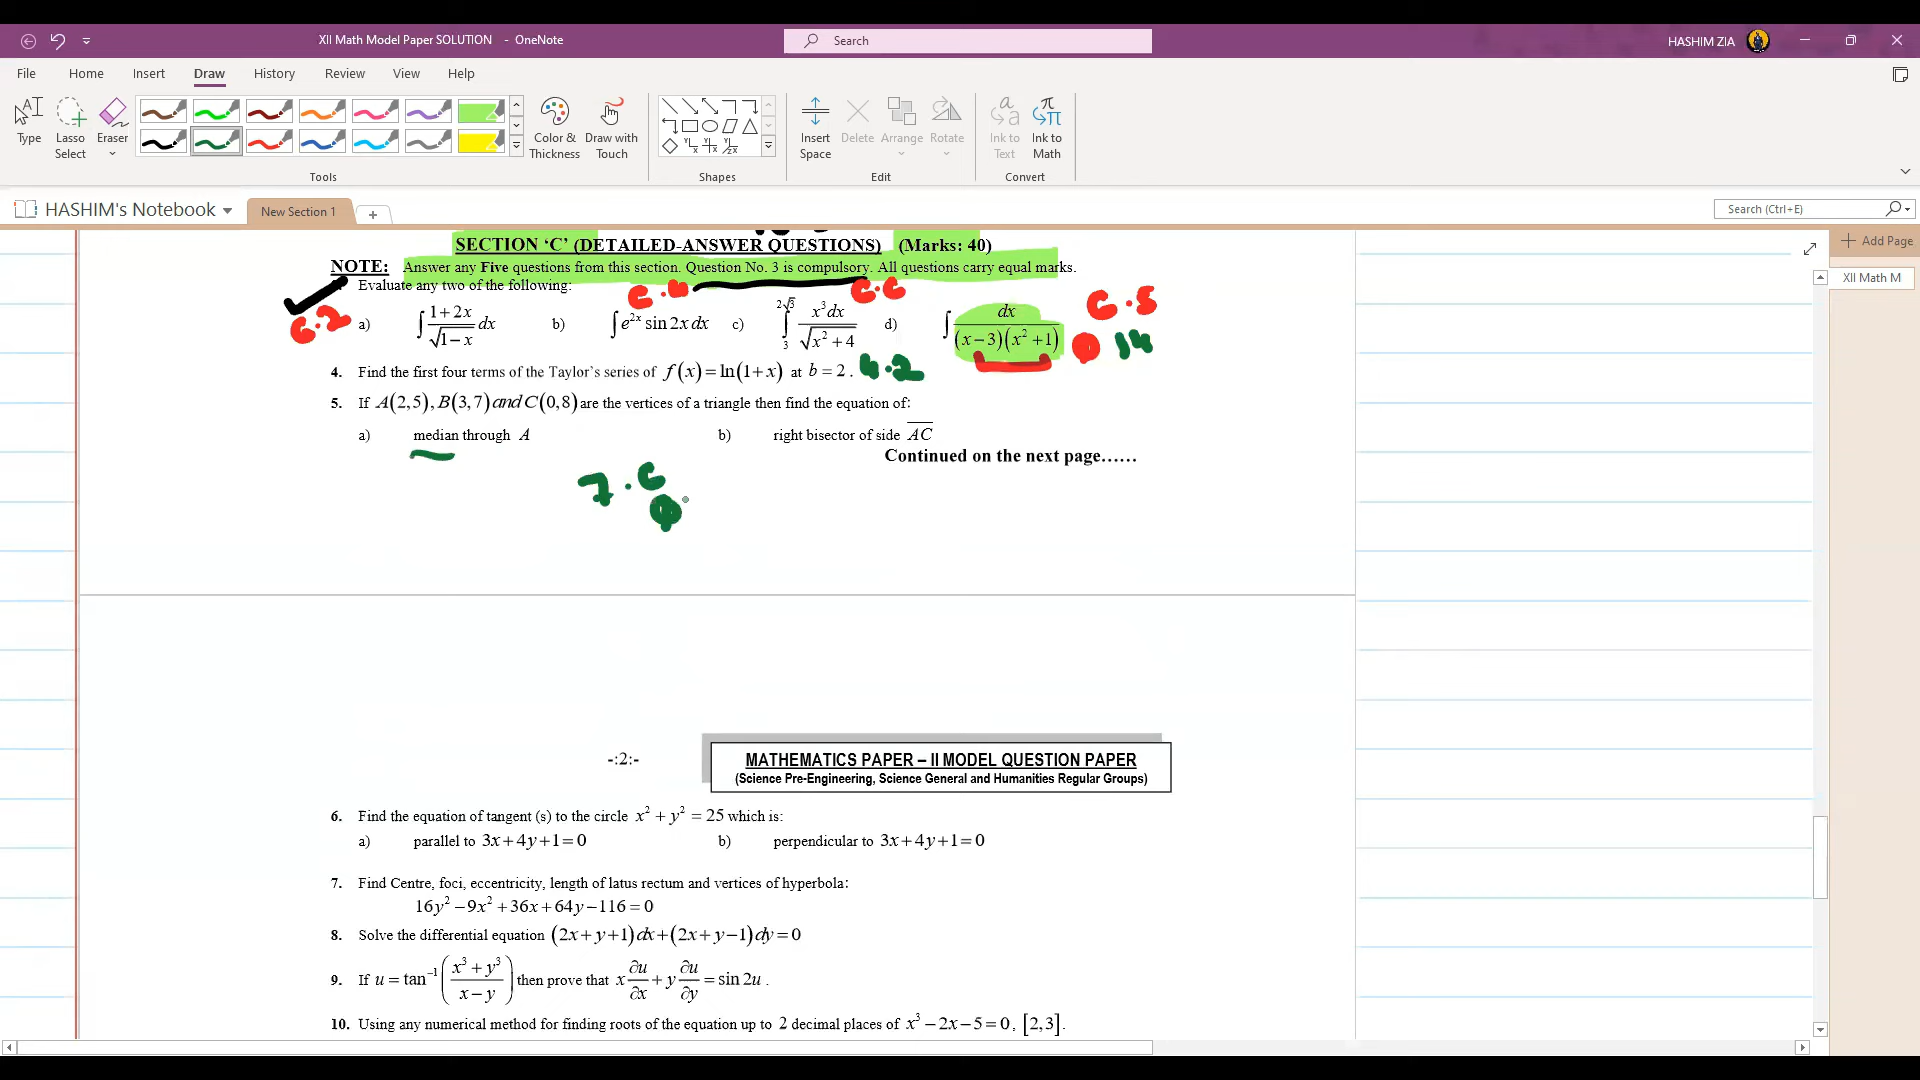 XII Math Model Paper SOLUTION - OneNote
Search
HASHIM ZIA
File Home Insert Draw History Review View Help
Type
Lasso Select
Eraser
Color & Thickness
Draw with Touch
Insert Space
Delete
Arrange
Rotate
Ink to Text
Ink to Math
Tools
Shapes
Edit
Convert
HASHIM's Notebook
New Section 1
Search (Ctrl+E)
Add Page
XII Math M
SECTION ‘C’ (DETAILED-ANSWER QUESTIONS) (Marks: 40)
NOTE: Answer any Five questions from this section. Question No. 3 is compulsory. All questions carry equal marks.
Evaluate any two of the following:
6.2 6.4 6.6 6.5
a) ∫ (1+2x)/√(1−x) dx b) ∫ e^{2x} sin 2x dx c) ∫_3^{2√3} x³dx/√(x²+4) d) ∫ dx/((x−3)(x²+1))
14
4. Find the first four terms of the Taylor’s series of f(x)=ln(1+x) at b=2. 4.2
5. If A(2,5), B(3,7) and C(0,8) are the vertices of a triangle then find the equation of:
a) median through A b) right bisector of side A̅C̅
Continued on the next page……
-:2:-
MATHEMATICS PAPER – II MODEL QUESTION PAPER
(Science Pre-Engineering, Science General and Humanities Regular Groups)
6. Find the equation of tangent (s) to the circle x² + y² = 25 which is:
a) parallel to 3x+4y+1=0 b) perpendicular to 3x+4y+1=0
7. Find Centre, foci, eccentricity, length of latus rectum and vertices of hyperbola:
16y² −9x² +36x+64y−116=0
8. Solve the differential equation (2x+y+1)dx+(2x+y−1)dy=0
9. If u = tan⁻¹((x³+y³)/(x−y)) then prove that x ∂u/∂x + y ∂u/∂y = sin 2u .
10. Using any numerical method for finding roots of the equation up to 2 decimal places of x³−2x−5=0, [2,3].